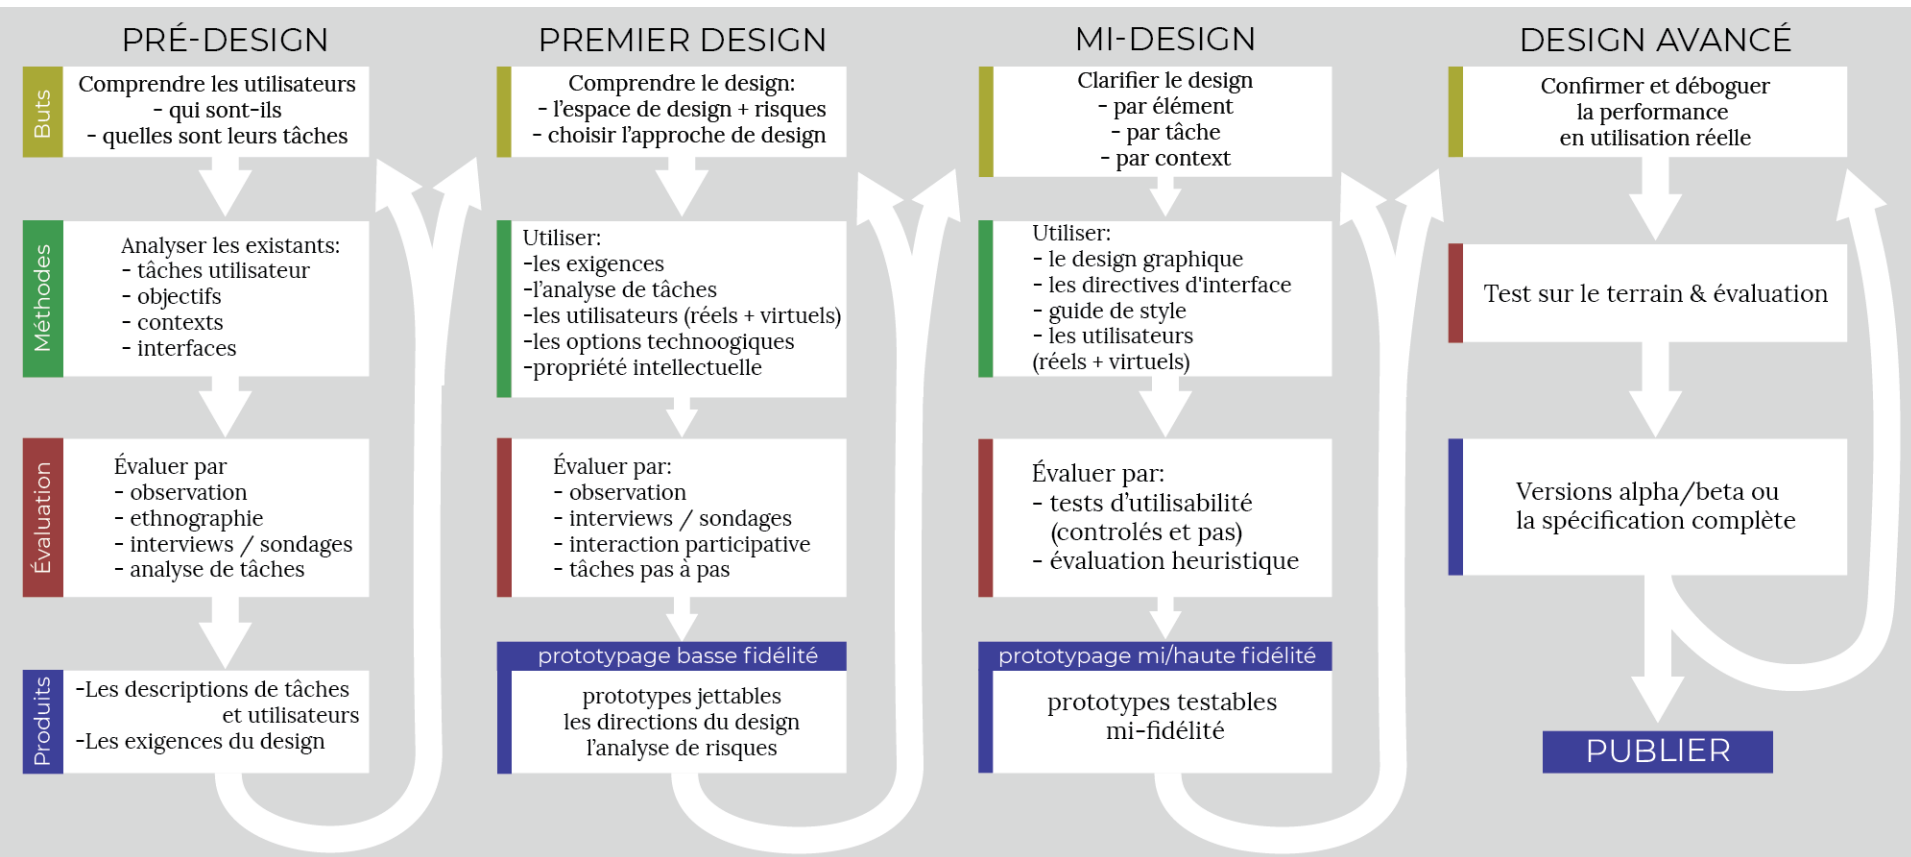 PRÉ-DESIGN
Buts
Comprendre les utilisateurs
- qui sont-ils
- quelles sont leurs tâches
Méthodes
Analyser les existants:
- tâches utilisateur
- objectifs
- contexts
- interfaces
Évaluation
Évaluer par
- observation
- ethnographie
- interviews / sondages
- analyse de tâches
Produits
-Les descriptions de tâches
et utilisateurs
-Les exigences du design
PREMIER DESIGN
Comprendre le design:
- l'espace de design + risques
- choisir l'approche de design
Utiliser:
-les exigences
-l'analyse de tâches
-les utilisateurs (réels + virtuels)
-les options technoogiques
-propriété intellectuelle
Évaluer par:
- observation
- interviews / sondages
- interaction participative
- tâches pas à pas
prototypage basse fidélité
prototypes jettables
les directions du design
l'analyse de risques
MI-DESIGN
Clarifier le design
- par élément
- par tâche
- par context
Utiliser:
- le design graphique
- les directives d'interface
- guide de style
- les utilisateurs
(réels + virtuels)
Évaluer par:
- tests d'utilisabilité
(controlés et pas)
- évaluation heuristique
prototypage mi/haute fidélité
prototypes testables
mi-fidélité
DESIGN AVANCÉ
Confirmer et déboguer
la performance
en utilisation réelle
Test sur le terrain & évaluation
Versions alpha/beta ou
la spécification complète
PUBLIER